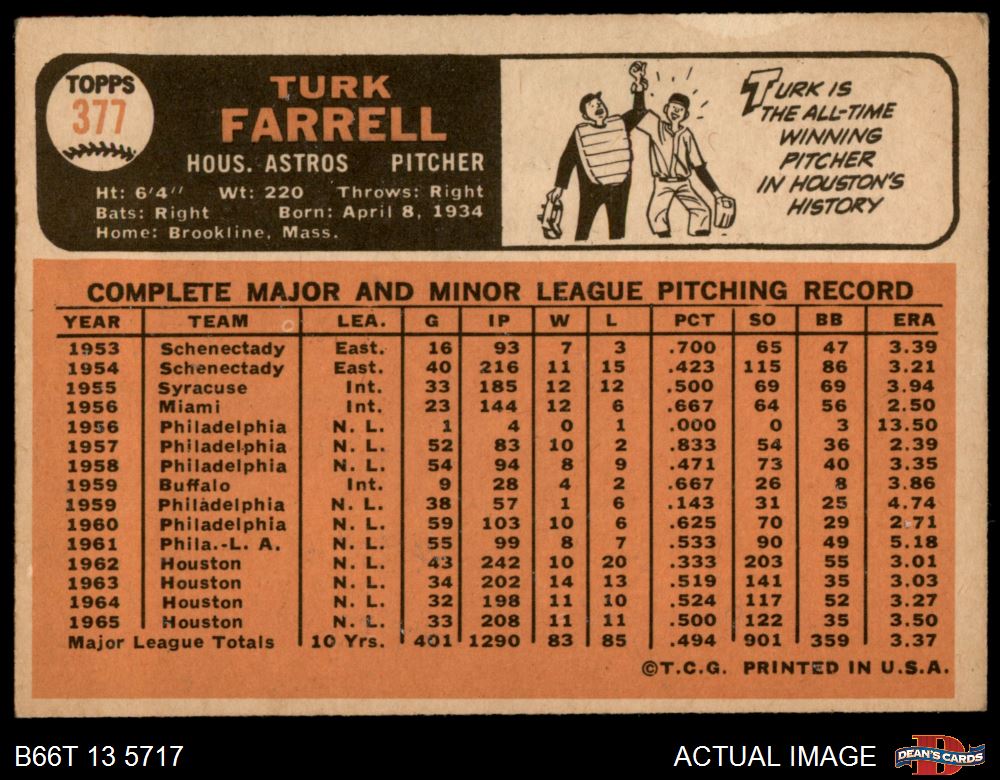 TOPPS
377
TURK
FARRELL
HOUS. ASTROS PITCHER
Ht: 6'4" Wt: 220 Throws: Right
Bats: Right Born: April 8, 1934
Home: Brookline, Mass.
TURK IS
THE ALL-TIME
WINNING
PITCHER
IN HOUSTON'S
HISTORY
COMPLETE MAJOR AND MINOR LEAGUE PITCHING RECORD
YEAR TEAM LEA. G IP W L PCT SO BB ERA
1953 Schenectady East. 16 93 7 3 .700 65 47 3.39
1954 Schenectady East. 40 216 11 15 .423 115 86 3.21
1955 Syracuse Int. 33 185 12 12 .500 69 69 3.94
1956 Miami Int. 23 144 12 6 .667 64 56 2.50
1956 Philadelphia N. L. 1 4 0 1 .000 0 3 13.50
1957 Philadelphia N. L. 52 83 10 2 .833 54 36 2.39
1958 Philadelphia N. L. 54 94 8 9 .471 73 40 3.35
1959 Buffalo Int. 9 28 4 2 .667 26 8 3.86
1959 Philadelphia N. L. 38 57 1 6 .143 31 25 4.74
1960 Philadelphia N. L. 59 103 10 6 .625 70 29 2.71
1961 Phila.-L. A. N. L. 55 99 8 7 .533 90 49 5.18
1962 Houston N. L. 43 242 10 20 .333 203 55 3.01
1963 Houston N. L. 34 202 14 13 .519 141 35 3.03
1964 Houston N. L. 32 198 11 10 .524 117 52 3.27
1965 Houston N. L. 33 208 11 11 .500 122 35 3.50
Major League Totals 10 Yrs. 401 1290 83 85 .494 901 359 3.37
©T.C.G. PRINTED IN U.S.A.
B66T 13 5717 ACTUAL IMAGE DEAN'S CARDS